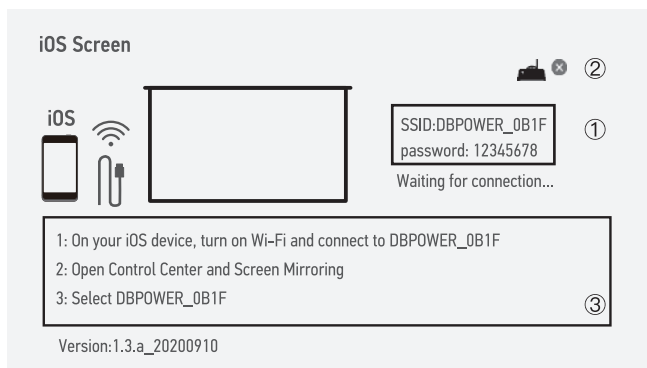 iOS Screen
②
iOS
SSID:DBPOWER_0B1F
password: 12345678
①
Waiting for connection...
1: On your iOS device, turn on Wi-Fi and connect to DBPOWER_0B1F
2: Open Control Center and Screen Mirroring
3: Select DBPOWER_0B1F
③
Version:1.3.a_20200910